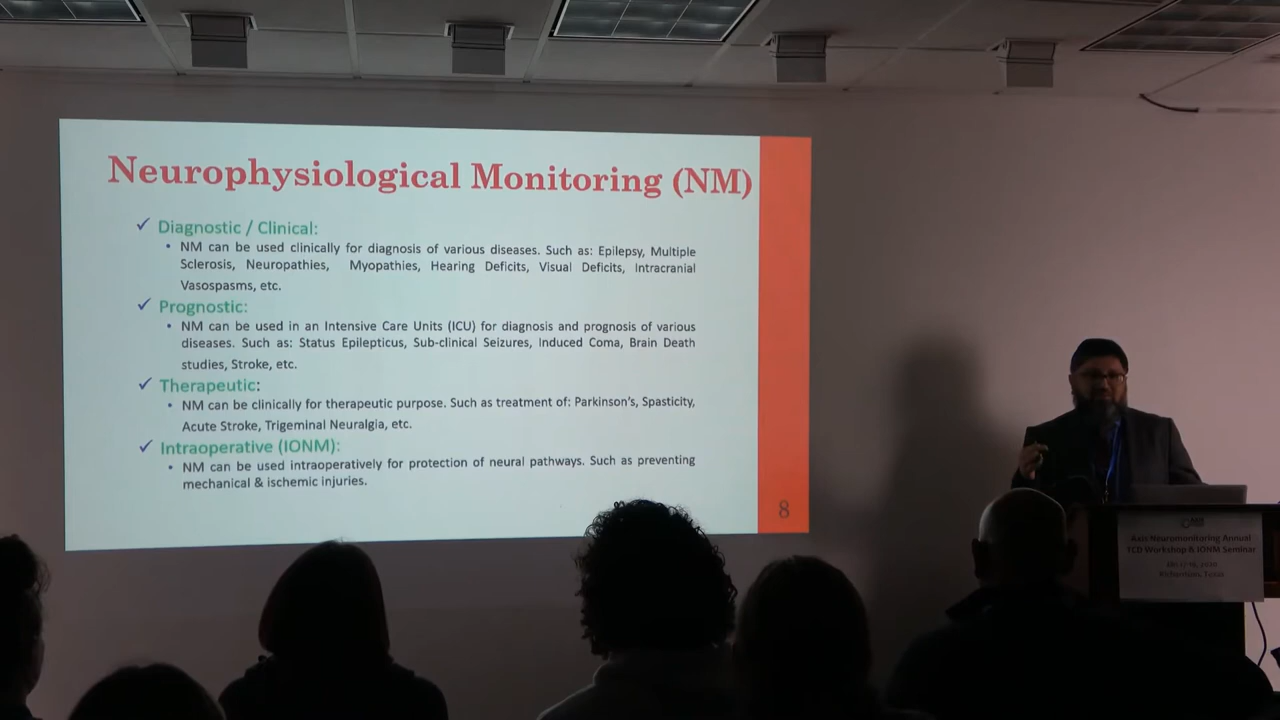 Neurophysiological Monitoring (NM)
✓ Diagnostic / Clinical:
• NM can be used clinically for diagnosis of various diseases. Such as: Epilepsy, Multiple
Sclerosis, Neuropathies, Myopathies, Hearing Deficits, Visual Deficits, Intracranial
Vasospasms, etc.
✓ Prognostic:
• NM can be used in an Intensive Care Units (ICU) for diagnosis and prognosis of various
diseases. Such as: Status Epilepticus, Sub-clinical Seizures, Induced Coma, Brain Death
studies, Stroke, etc.
✓ Therapeutic:
• NM can be clinically for therapeutic purpose. Such as treatment of: Parkinson's, Spasticity,
Acute Stroke, Trigeminal Neuralgia, etc.
✓ Intraoperative (IONM):
• NM can be used intraoperatively for protection of neural pathways. Such as preventing
mechanical & ischemic injuries.
8
Axis Neuromonitoring Annual
TCD Workshop & IONM Seminar
Richardson, Texas